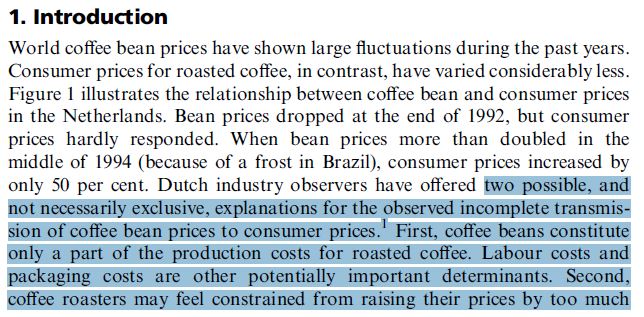 1. Introduction
World coffee bean prices have shown large fluctuations during the past years.
Consumer prices for roasted coffee, in contrast, have varied considerably less.
Figure 1 illustrates the relationship between coffee bean and consumer prices
in the Netherlands. Bean prices dropped at the end of 1992, but consumer
prices hardly responded. When bean prices more than doubled in the
middle of 1994 (because of a frost in Brazil), consumer prices increased by
only 50 per cent. Dutch industry observers have offered two possible, and
not necessarily exclusive, explanations for the observed incomplete transmis-
sion of coffee bean prices to consumer prices.¹ First, coffee beans constitute
only a part of the production costs for roasted coffee. Labour costs and
packaging costs are other potentially important determinants. Second,
coffee roasters may feel constrained from raising their prices by too much